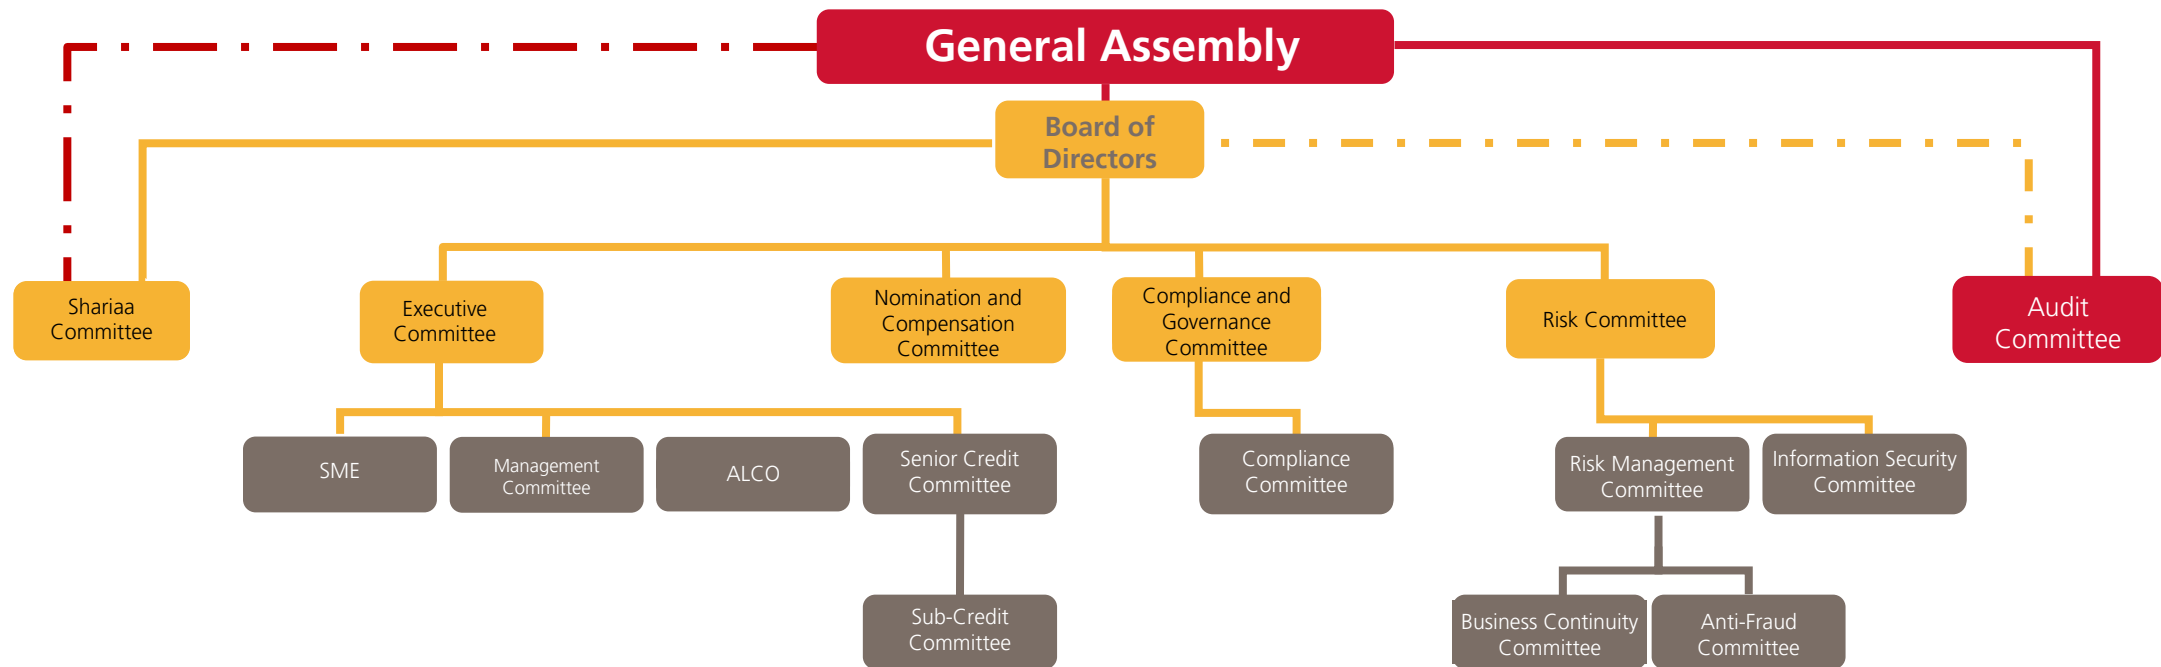 General Assembly
Board of
Directors
Shariaa
Committee
Executive
Committee
Nomination and
Compensation
Committee
Compliance and
Governance
Committee
Risk Committee
Audit
Committee
SME
Management
Committee
ALCO
Senior Credit
Committee
Compliance
Committee
Risk Management
Committee
Information Security
Committee
Sub-Credit
Committee
Business Continuity
Committee
Anti-Fraud
Committee